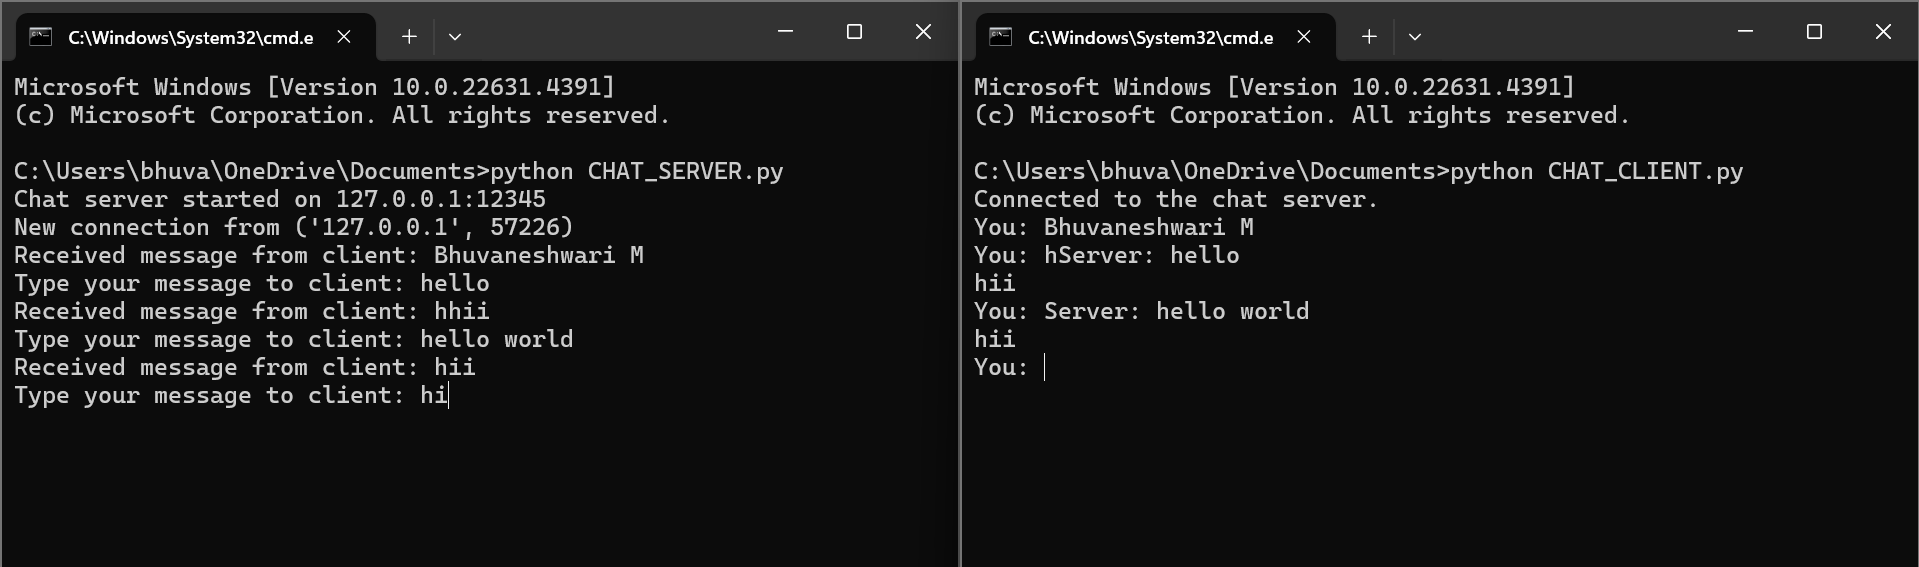 C:\Windows\System32\cmd.e
Microsoft Windows [Version 10.0.22631.4391]
(c) Microsoft Corporation. All rights reserved.
C:\Users\bhuva\OneDrive\Documents>python CHAT_SERVER.py
Chat server started on 127.0.0.1:12345
New connection from ('127.0.0.1', 57226)
Received message from client: Bhuvaneshwari M
Type your message to client: hello
Received message from client: hhii
Type your message to client: hello world
Received message from client: hii
Type your message to client: hi
C:\Windows\System32\cmd.e
Microsoft Windows [Version 10.0.22631.4391]
(c) Microsoft Corporation. All rights reserved.
C:\Users\bhuva\OneDrive\Documents>python CHAT_CLIENT.py
Connected to the chat server.
You: Bhuvaneshwari M
You: hServer: hello
hii
You: Server: hello world
hii
You: